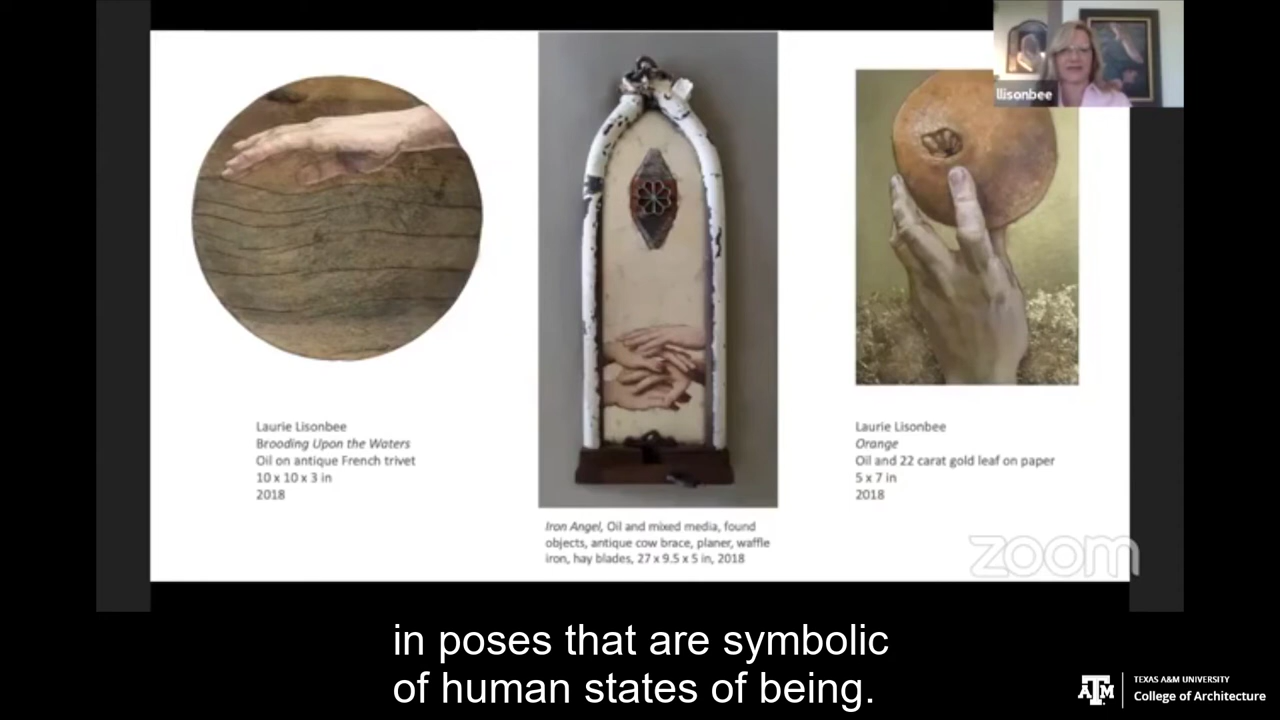 llisonbee
Laurie Lisonbee
Brooding Upon the Waters
Oil on antique French trivet
10 x 10 x 3 in
2018
Iron Angel, Oil and mixed media, found
objects, antique cow brace, planer, waffle
iron, hay blades, 27 x 9.5 x 5 in, 2018
Laurie Lisonbee
Orange
Oil and 22 carat gold leaf on paper
5 x 7 in
2018
zoom
in poses that are symbolic
of human states of being.
ATM
TEXAS A&M UNIVERSITY
College of Architecture